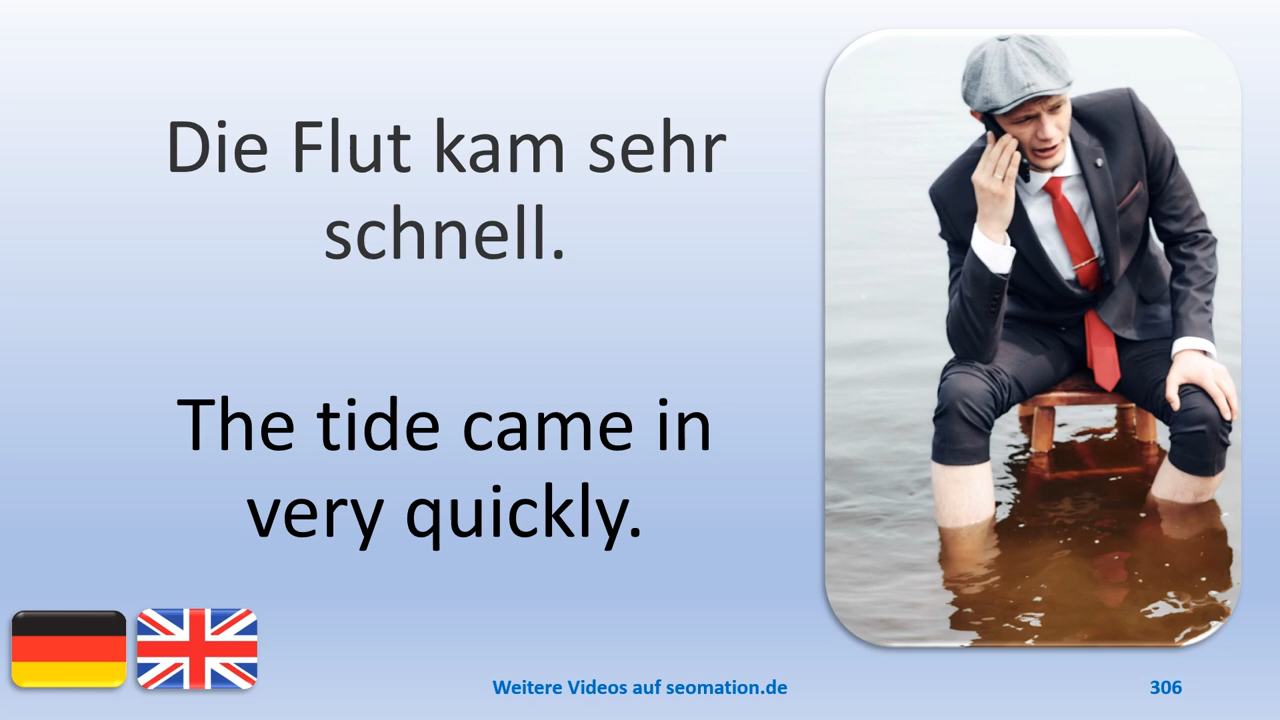 Die Flut kam sehr
schnell.
The tide came in
very quickly.
Weitere Videos auf seomation.de
306